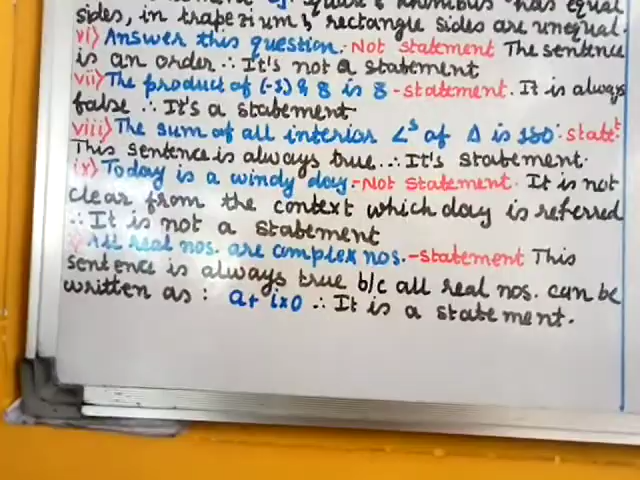 sides, in trapezium & rectangle sides are unequal.
vi) Answer this question. Not statement The sentence
is an order ∴ It's not a statement
vii) The product of (-1) & 8 is 8 - statement. It is always
false ∴ It's a statement
viii) The sum of all interior ∠s of Δ is 180° statet.
This sentence is always true. ∴ It's statement.
ix) Today is a windy day.- Not statement. It is not
clear from the context which day is referred
∴ It is not a statement
All real nos. are complex nos. - statement This
sentence is always true b/c all real nos. can be
written as: a + i×0 ∴ It is a statement.